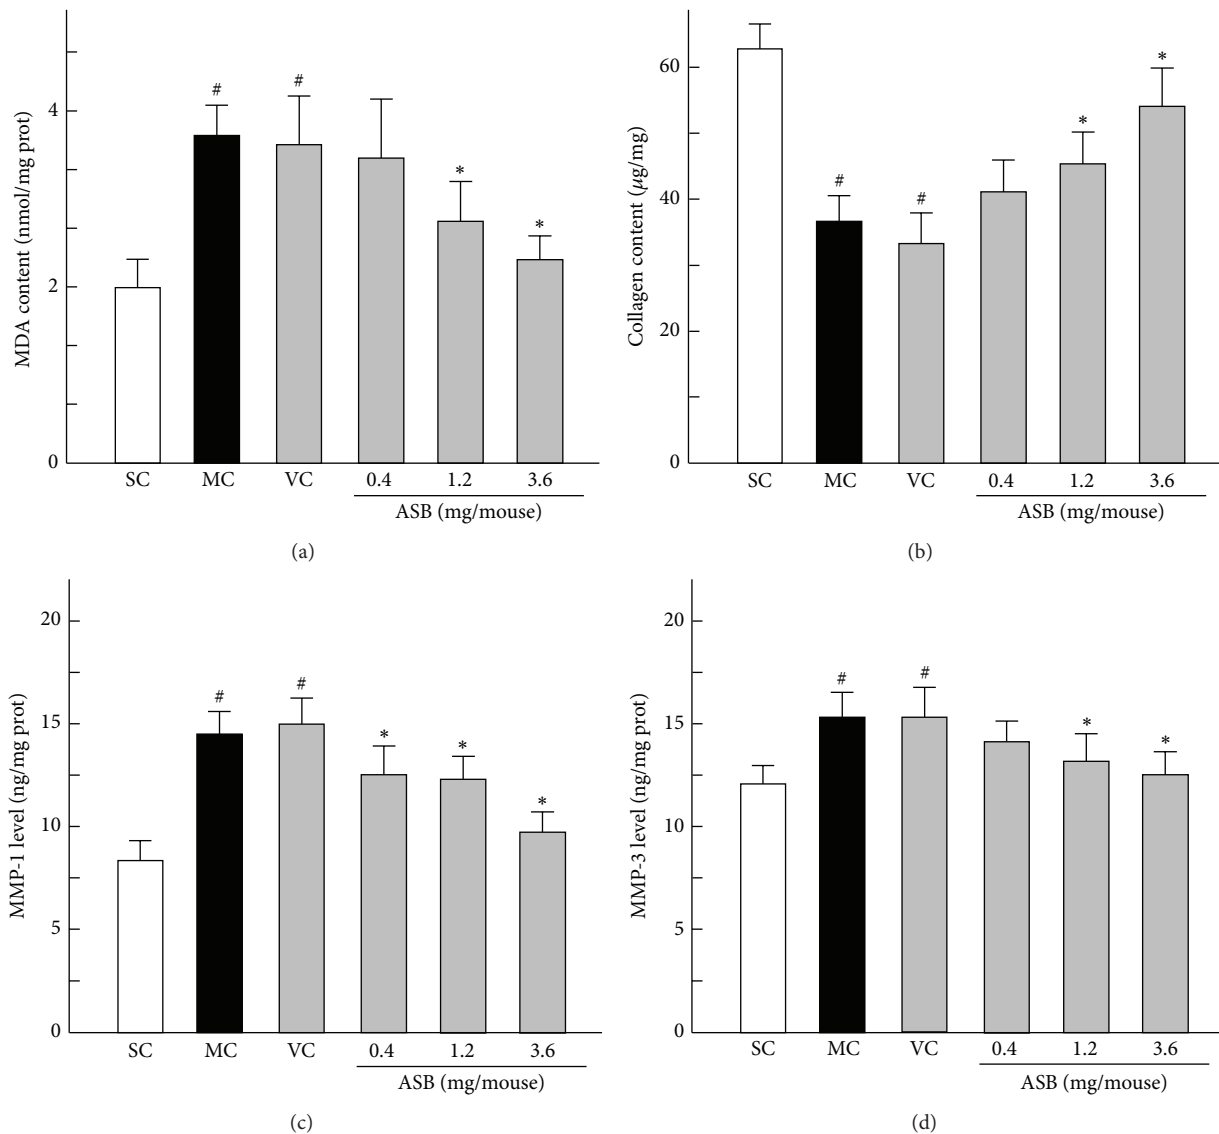 MDA content (nmol/mg prot)
4
2
0
#
#
*
*
SC MC VC 0.4 1.2 3.6
ASB (mg/mouse)
(a)
Collagen content (μg/mg)
60
40
20
0
#
#
*
*
SC MC VC 0.4 1.2 3.6
ASB (mg/mouse)
(b)
MMP-1 level (ng/mg prot)
20
15
10
5
0
#
#
*
*
*
SC MC VC 0.4 1.2 3.6
ASB (mg/mouse)
(c)
MMP-3 level (ng/mg prot)
20
15
10
5
0
#
#
*
*
SC MC VC 0.4 1.2 3.6
ASB (mg/mouse)
(d)